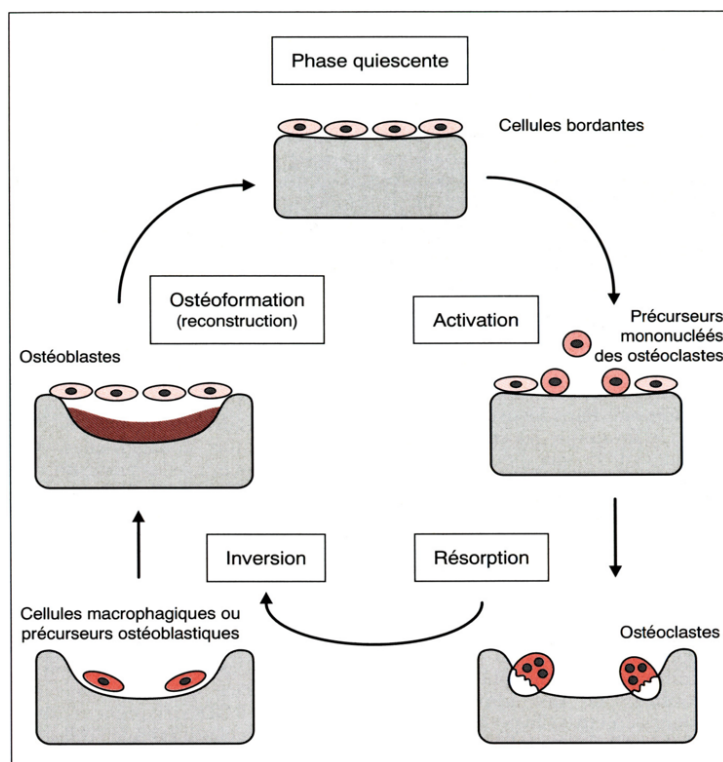 Phase quiescente
Cellules bordantes
Ostéoformation
(reconstruction)
Activation
Précurseurs
mononucléés
des ostéoclastes
Ostéoblastes
Inversion
Résorption
Cellules macrophagiques ou
précurseurs ostéoblastiques
Ostéoclastes